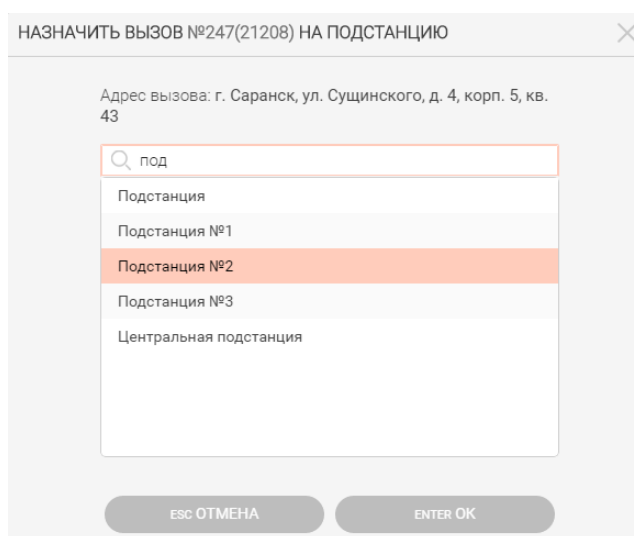 НАЗНАЧИТЬ ВЫЗОВ №247(21208) НА ПОДСТАНЦИЮ
Адрес вызова: г. Саранск, ул. Сущинского, д. 4, корп. 5, кв.
43
под
Подстанция
Подстанция №1
Подстанция №2
Подстанция №3
Центральная подстанция
ESC ОТМЕНА ENTER ОК